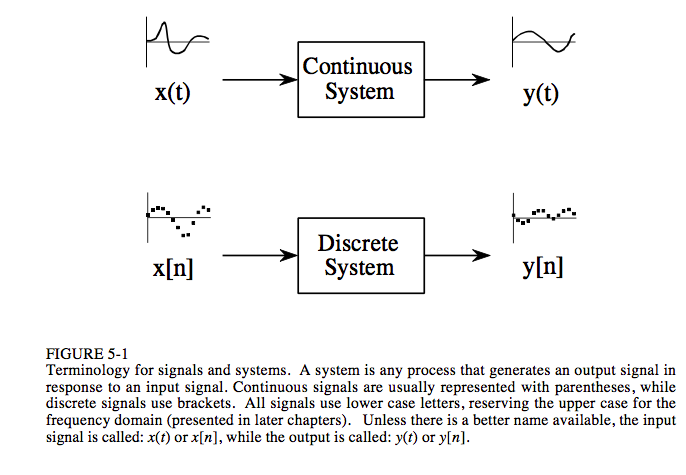 x(t)
Continuous
System
y(t)
x[n]
Discrete
System
y[n]
FIGURE 5-1
Terminology for signals and systems. A system is any process that generates an output signal in
response to an input signal. Continuous signals are usually represented with parentheses, while
discrete signals use brackets. All signals use lower case letters, reserving the upper case for the
frequency domain (presented in later chapters). Unless there is a better name available, the input
signal is called: x(t) or x[n], while the output is called: y(t) or y[n].